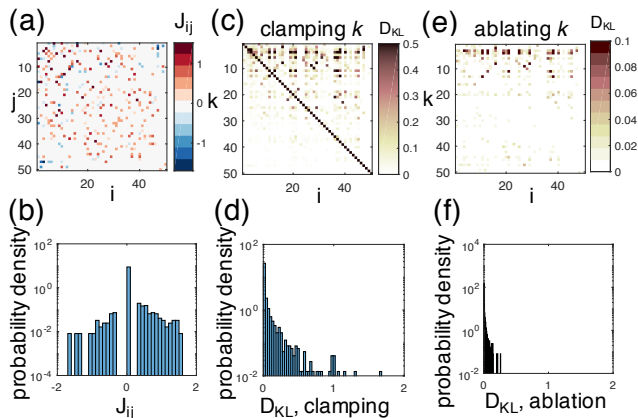 (a) J_ij
1
0
-1
10
20
30
40
50
j
20 40
i
(c) clamping k D_KL
0.5
0.4
0.3
0.2
0.1
0
10
20
30
40
50
k
20 40
i
(e) ablating k D_KL
0.1
0.08
0.06
0.04
0.02
0
10
20
30
40
50
k
20 40
i
(b)
probability density
10^2
10^0
10^-2
10^-4
-2 0 2
J_ij
(d)
probability density
10^2
10^0
10^-2
0 1 2
D_KL, clamping
(f)
probability density
10^4
10^2
10^0
10^-2
0 1 2
D_KL, ablation